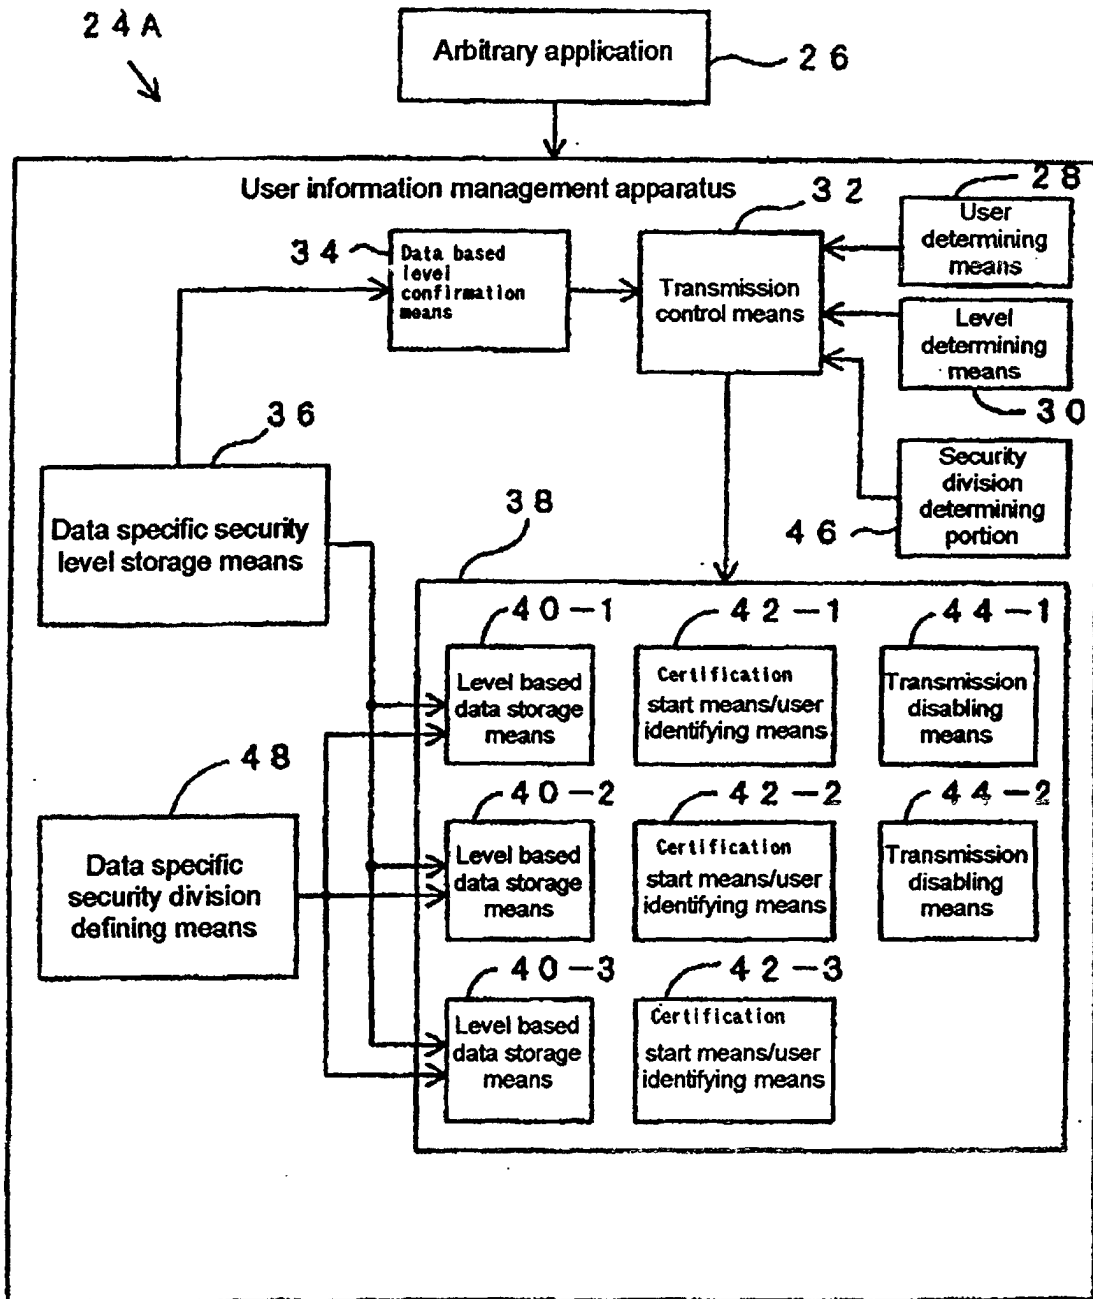 24A
Arbitrary application
26
User information management apparatus
28
32
34
Data based
level
confirmation
means
Transmission
control means
User
determining
means
Level
determining
means
30
36
Security
division
determining
portion
46
Data specific security
level storage means
38
40-1
42-1
44-1
Level based
data storage
means
Certification
start means/user
identifying means
Transmission
disabling
means
48
40-2
42-2
44-2
Data specific
security division
defining means
Level based
data storage
means
Certification
start means/user
identifying means
Transmission
disabling
means
40-3
42-3
Level based
data storage
means
Certification
start means/user
identifying means